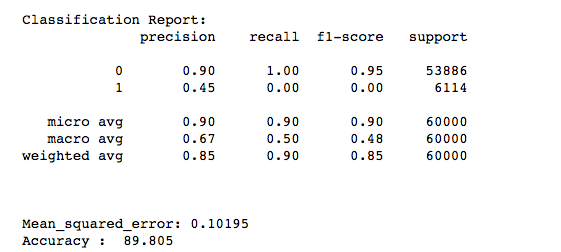 Classification Report:
precision recall f1-score support
0 0.90 1.00 0.95 53886
1 0.45 0.00 0.00 6114
micro avg 0.90 0.90 0.90 60000
macro avg 0.67 0.50 0.48 60000
weighted avg 0.85 0.90 0.85 60000
Mean_squared_error: 0.10195
Accuracy : 89.805